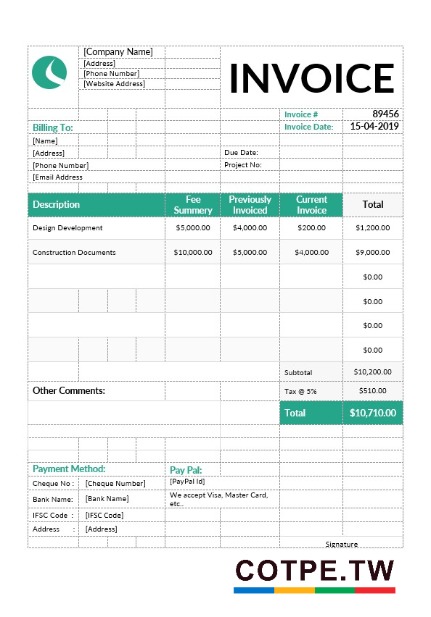 [Company Name]
[Address]
[Phone Number]
[Website Address]
INVOICE
Invoice # 89456
Billing To: Invoice Date: 15-04-2019
[Name]
[Address] Due Date:
[Phone Number] Project No:
[Email Address
Description Fee Summery Previously Invoiced Current Invoice Total
Design Development $5,000.00 $4,000.00 $200.00 $1,200.00
Construction Documents $10,000.00 $5,000.00 $4,000.00 $9,000.00
$0.00
$0.00
$0.00
$0.00
Subtotal $10,200.00
Other Comments: Tax @ 5% $510.00
Total $10,710.00
Payment Method: Pay Pal:
Cheque No : [Cheque Number] [PayPal Id]
Bank Name: [Bank Name] We accept Visa, Master Card,
etc..
IFSC Code : [IFSC Code]
Address : [Address]
Signature
COTPE.TW